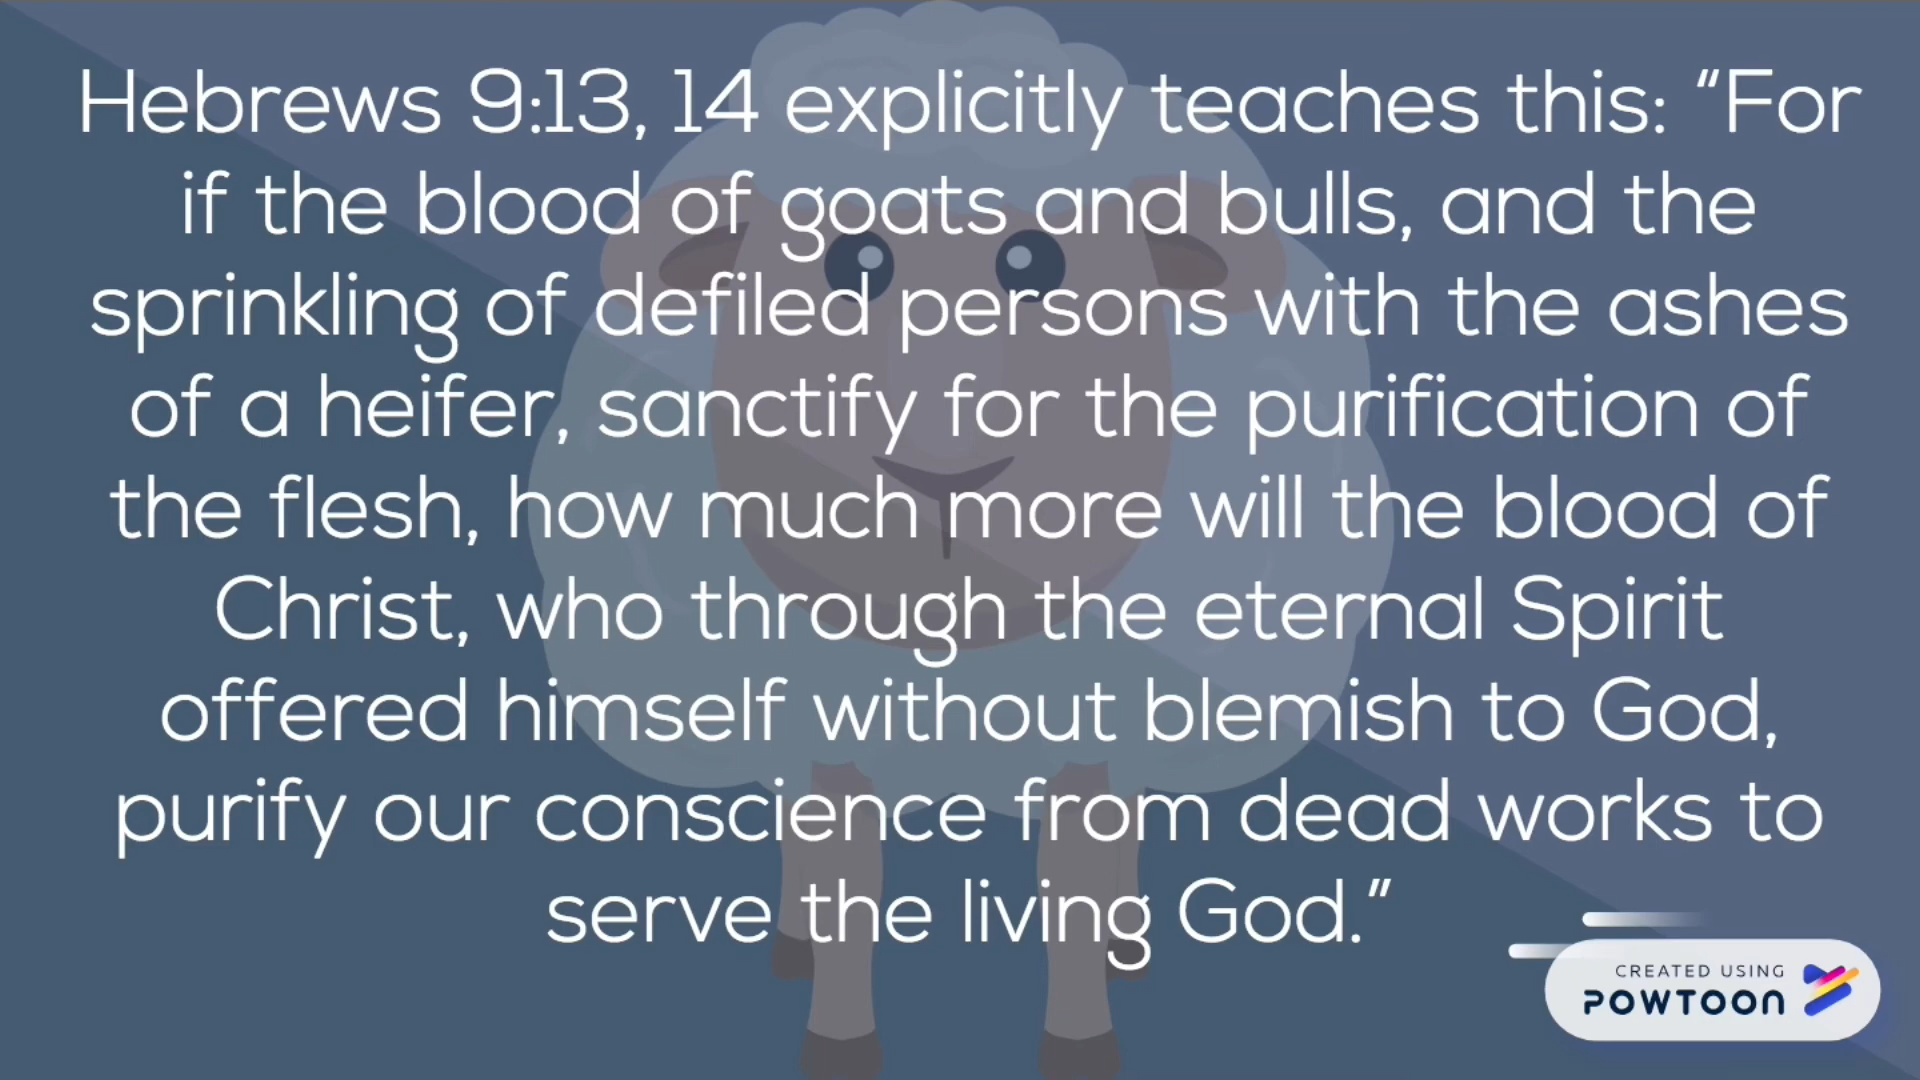 Hebrews 9:13, 14 explicitly teaches this: “For
if the blood of goats and bulls, and the
sprinkling of defiled persons with the ashes
of a heifer, sanctify for the purification of
the flesh, how much more will the blood of
Christ, who through the eternal Spirit
offered himself without blemish to God,
purify our conscience from dead works to
serve the living God.”
CREATED USING
POWTOON